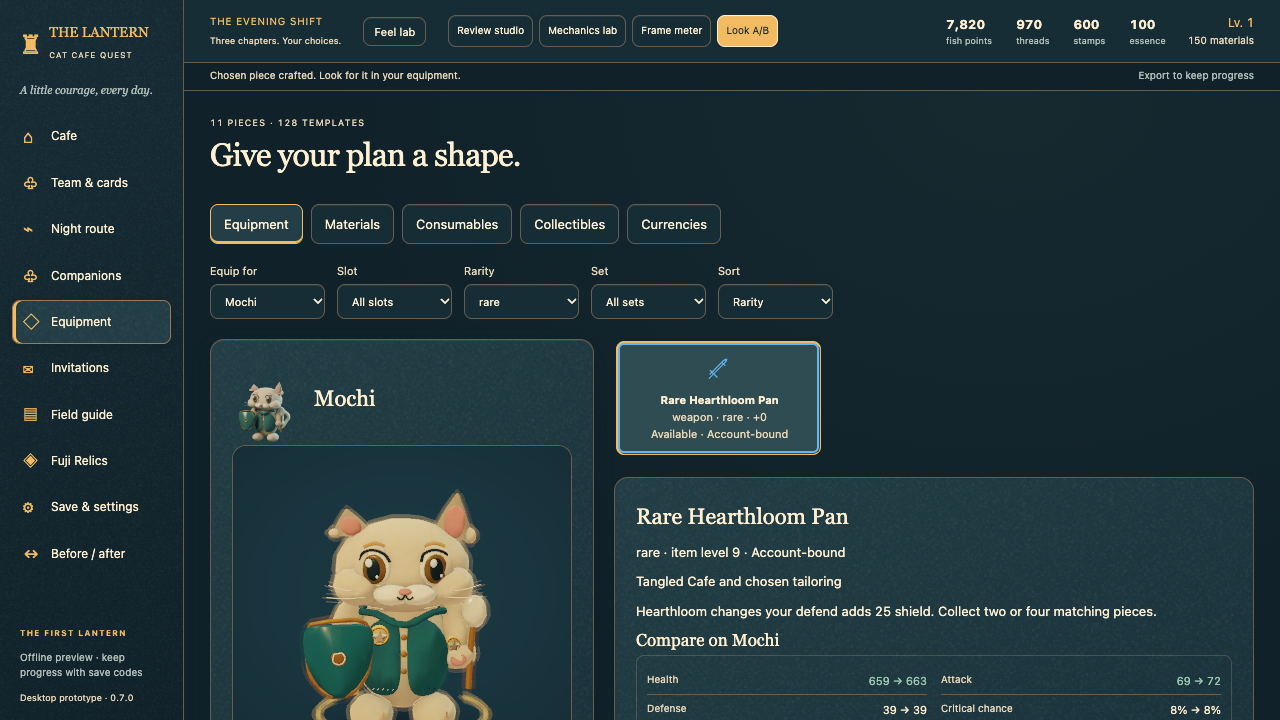 THE LANTERN
CAT CAFE QUEST
A little courage, every day.
Cafe
Team & cards
Night route
Companions
Equipment
Invitations
Field guide
Fuji Relics
Save & settings
Before / after
THE FIRST LANTERN
Offline preview · keep
progress with save codes
Desktop prototype · 0.7.0
THE EVENING SHIFT
Three chapters. Your choices.
Feel lab
Review studio
Mechanics lab
Frame meter
Look A/B
7,820
fish points
970
threads
600
stamps
100
essence
Lv. 1
150 materials
Chosen piece crafted. Look for it in your equipment.
Export to keep progress
11 PIECES · 128 TEMPLATES
Give your plan a shape.
Equipment
Materials
Consumables
Collectibles
Currencies
Equip for
Slot
Rarity
Set
Sort
Mochi
All slots
rare
All sets
Rarity
Mochi
Rare Hearthloom Pan
weapon · rare · +0
Available · Account-bound
Rare Hearthloom Pan
rare · item level 9 · Account-bound
Tangled Cafe and chosen tailoring
Hearthloom changes your defend adds 25 shield. Collect two or four matching pieces.
Compare on Mochi
Health 659 → 663
Attack 69 → 72
Defense 39 → 39
Critical chance 8% → 8%